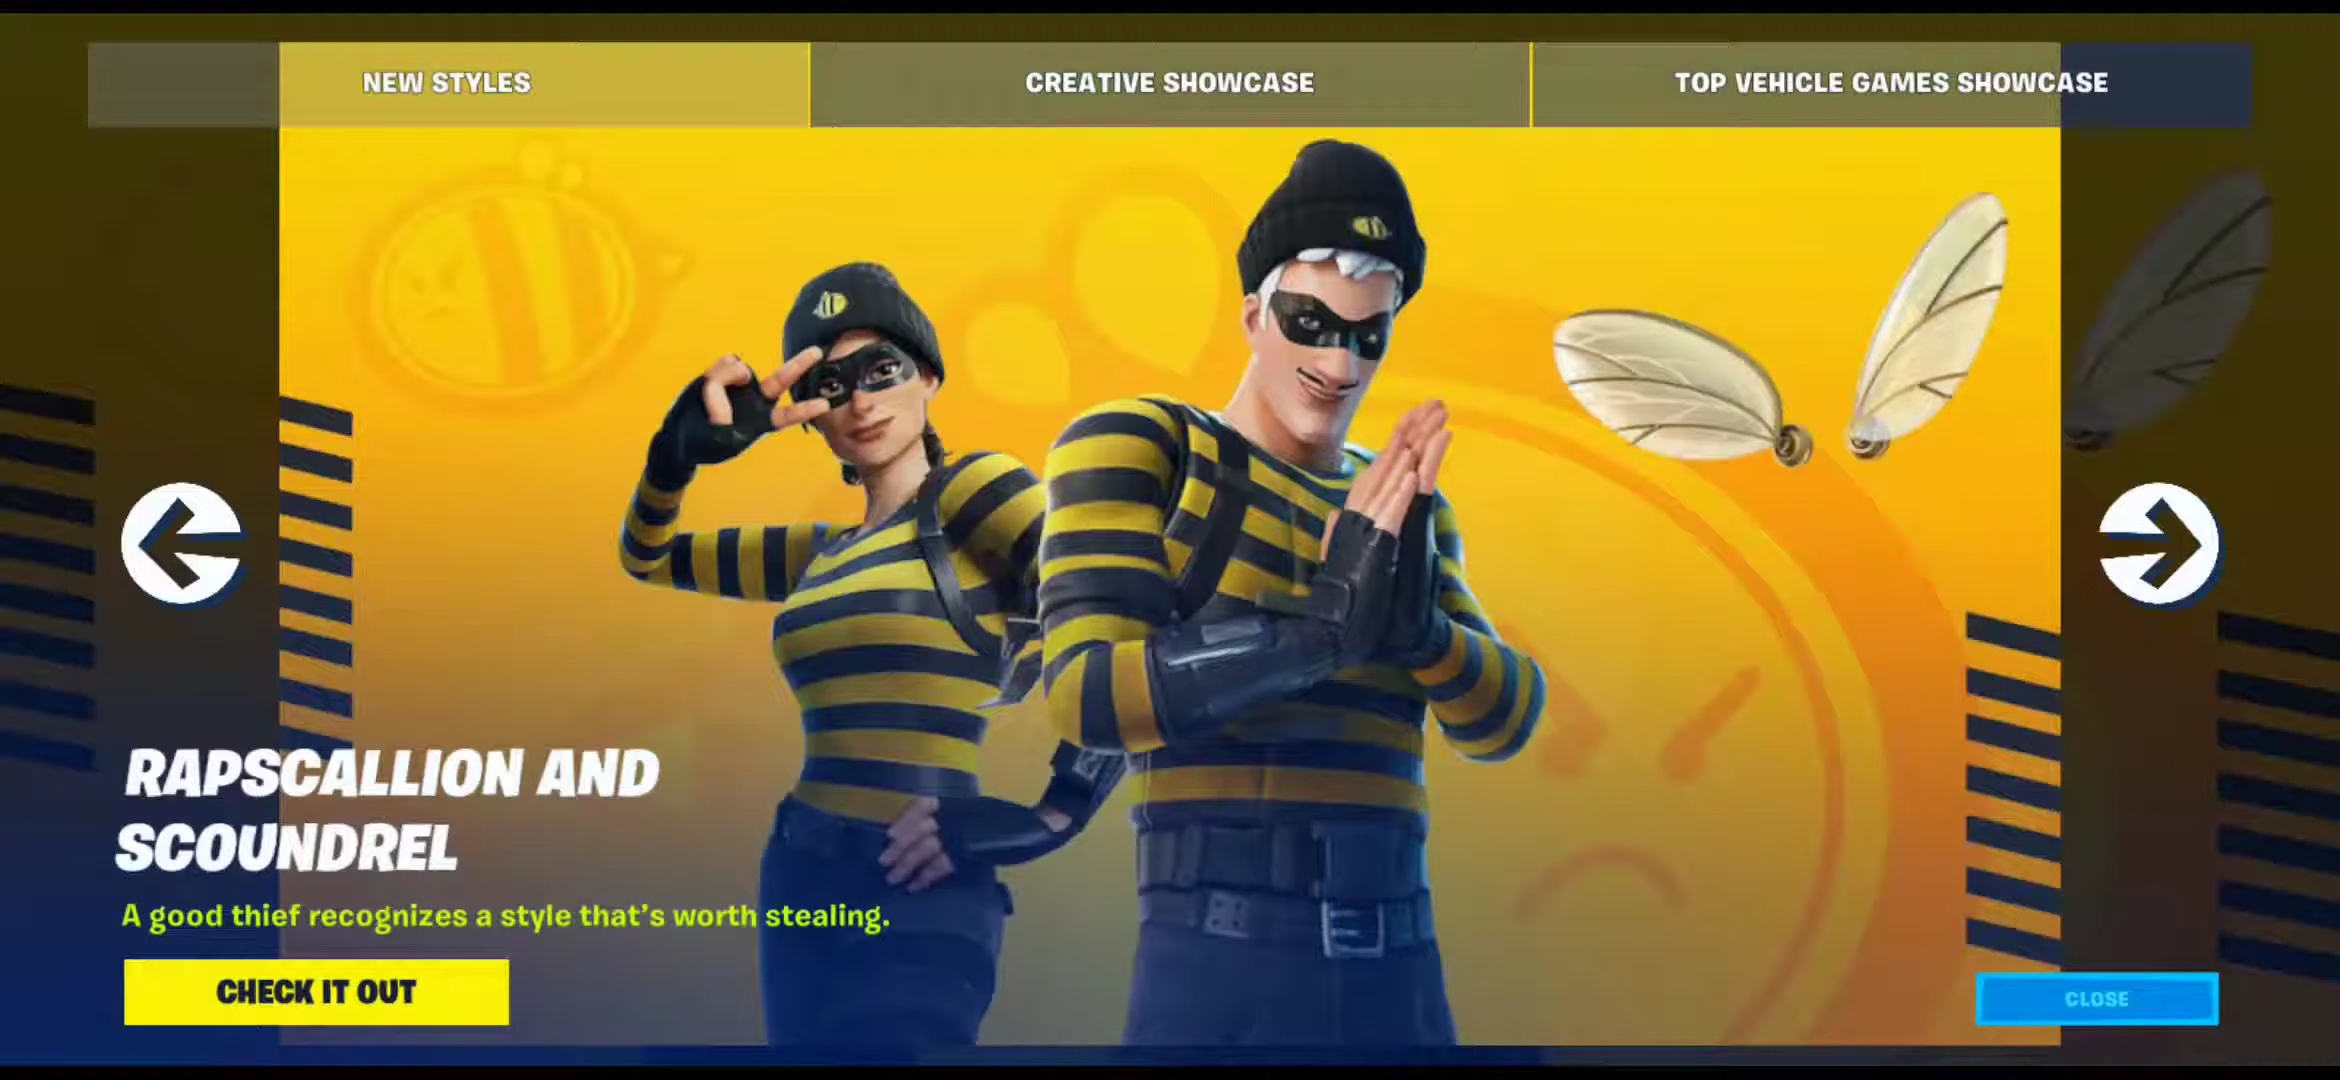 NEW STYLES
CREATIVE SHOWCASE
TOP VEHICLE GAMES SHOWCASE
RAPSCALLION AND
SCOUNDREL
A good thief recognizes a style that's worth stealing.
CHECK IT OUT
CLOSE